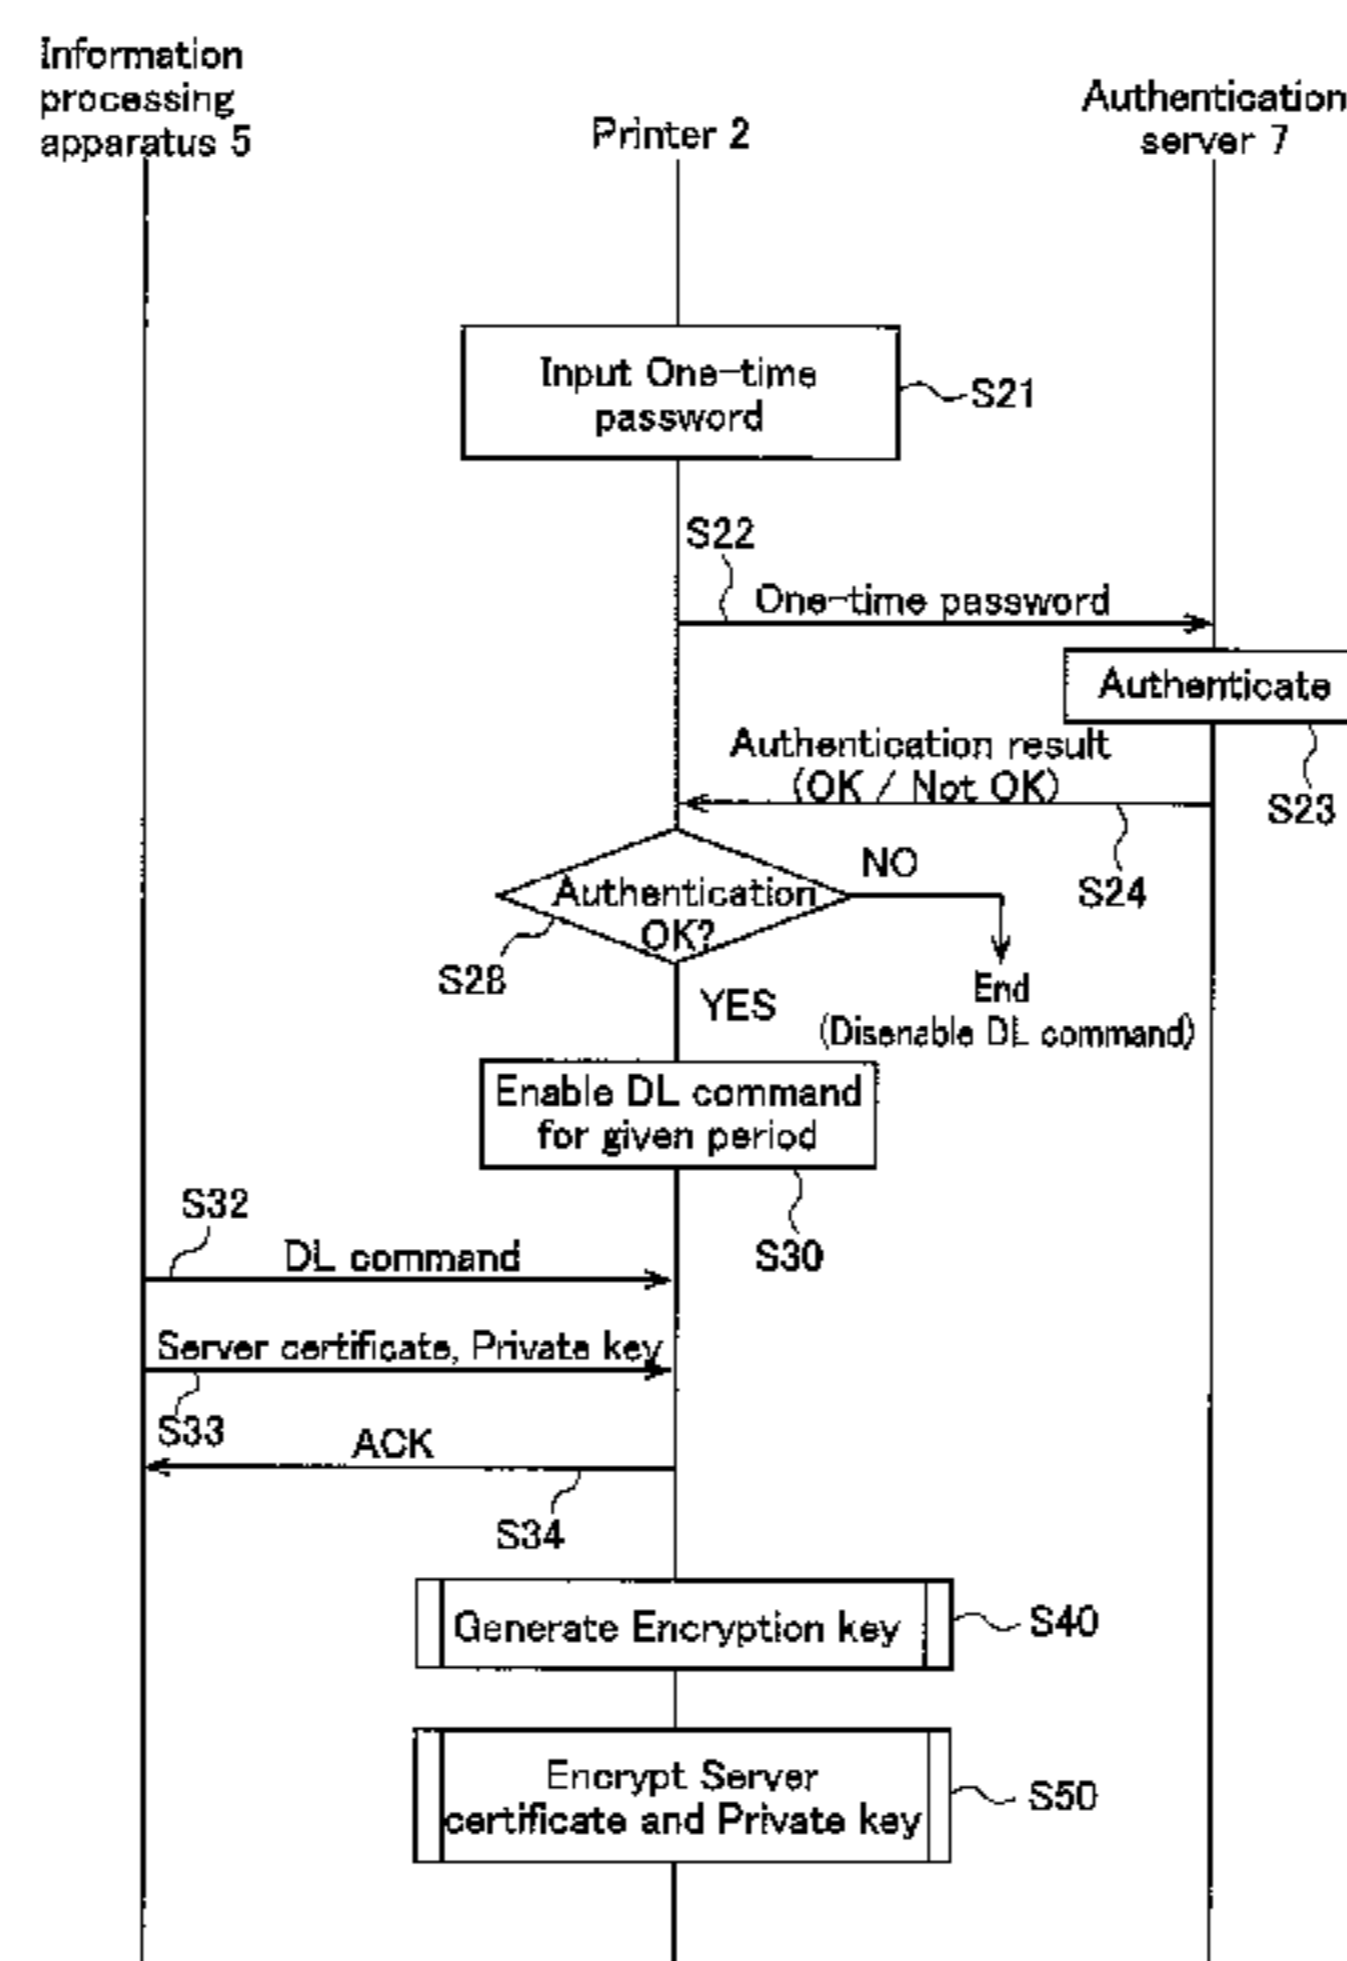 Information
processing
apparatus 5
Printer 2
Authentication
server 7
Input One-time
password
S21
S22
One-time password
Authenticate
S23
Authentication result
(OK / Not OK)
S24
Authentication
OK?
NO
S28
End
(Disenable DL command)
YES
Enable DL command
for given period
S30
S32
DL command
Server certificate, Private key
S33
ACK
S34
Generate Encryption key
S40
Encrypt Server
certificate and Private key
S50